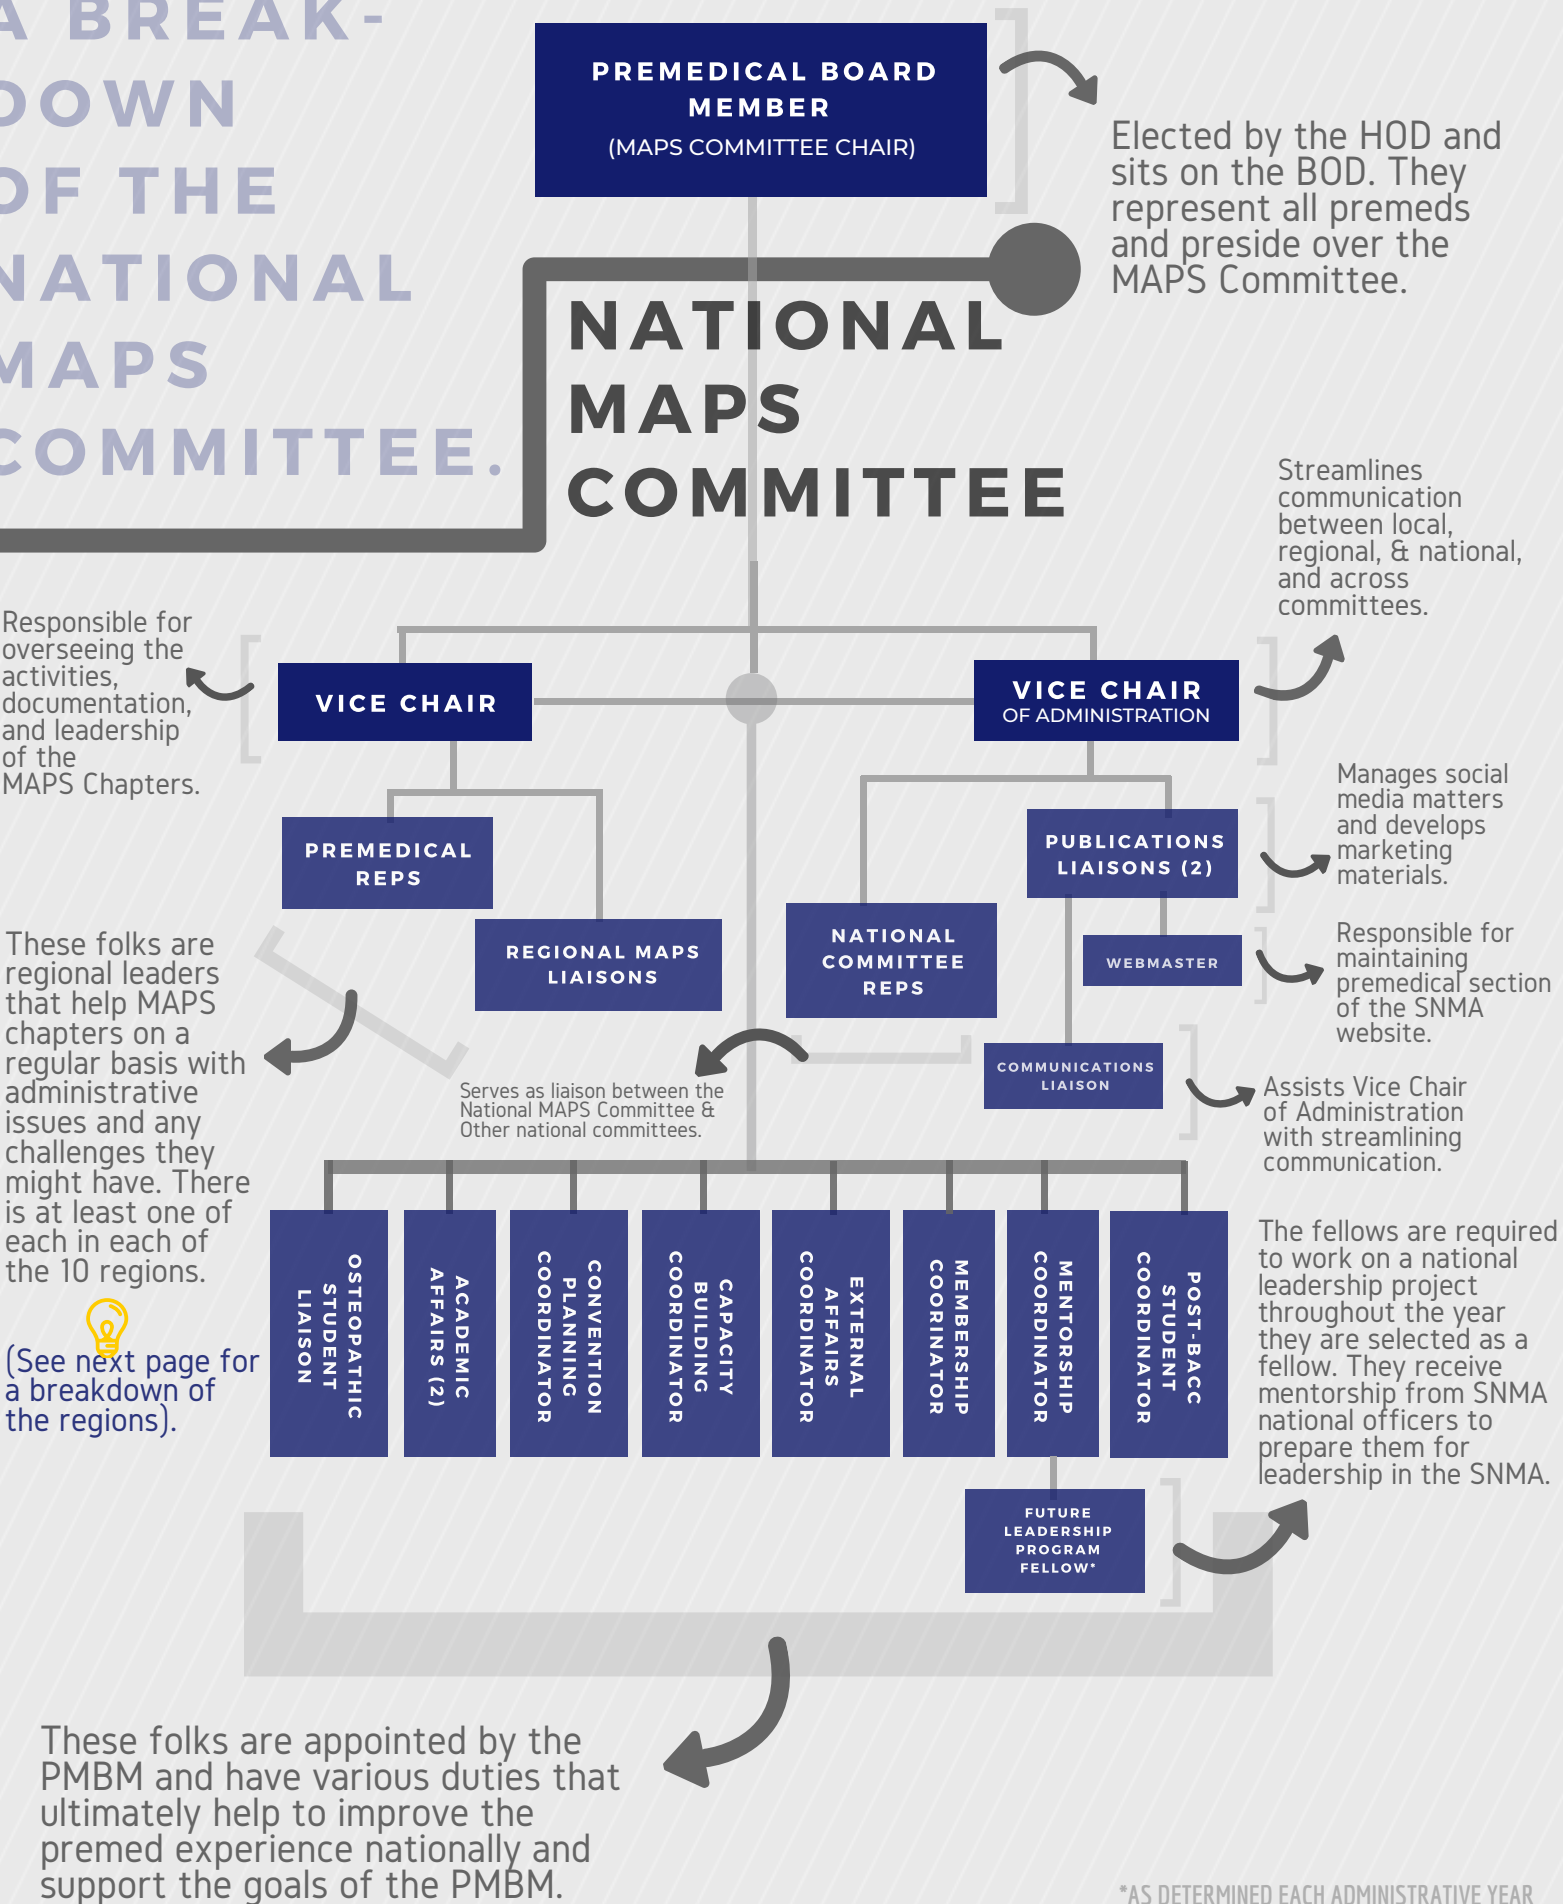 A BREAK-
DOWN
OF THE
NATIONAL
MAPS
COMMITTEE.
PREMEDICAL BOARD
MEMBER
(MAPS COMMITTEE CHAIR)
Elected by the HOD and
sits on the BOD. They
represent all premeds
and preside over the
MAPS Committee.
NATIONAL
MAPS
COMMITTEE
Streamlines
communication
between local,
regional, & national,
and across
committees.
Responsible for
overseeing the
activities,
documentation,
and leadership
of the
MAPS Chapters.
VICE CHAIR
VICE CHAIR
OF ADMINISTRATION
Manages social
media matters
and develops
marketing
materials.
PREMEDICAL
REPS
PUBLICATIONS
LIAISONS (2)
REGIONAL MAPS
LIAISONS
NATIONAL
COMMITTEE
REPS
WEBMASTER
Responsible for
maintaining
premedical section
of the SNMA
website.
These folks are
regional leaders
that help MAPS
chapters on a
regular basis with
administrative
issues and any
challenges they
might have. There
is at least one of
each in each of
the 10 regions.
(See next page for
a breakdown of
the regions).
Serves as liaison between the
National MAPS Committee &
Other national committees.
COMMUNICATIONS
LIAISON
Assists Vice Chair
of Administration
with streamlining
communication.
OSTEOPATHIC
STUDENT
LIAISON
ACADEMIC
AFFAIRS (2)
CONVENTION
PLANNING
COORDINATOR
CAPACITY
BUILDING
COORDINATOR
EXTERNAL
AFFAIRS
COORDINATOR
MEMBERSHIP
COORINATOR
MENTORSHIP
COORDINATOR
POST-BACC
STUDENT
COORDINATOR
The fellows are required
to work on a national
leadership project
throughout the year
they are selected as a
fellow. They receive
mentorship from SNMA
national officers to
prepare them for
leadership in the SNMA.
FUTURE
LEADERSHIP
PROGRAM
FELLOW*
These folks are appointed by the
PMBM and have various duties that
ultimately help to improve the
premed experience nationally and
support the goals of the PMBM.
*AS DETERMINED EACH ADMINISTRATIVE YEAR